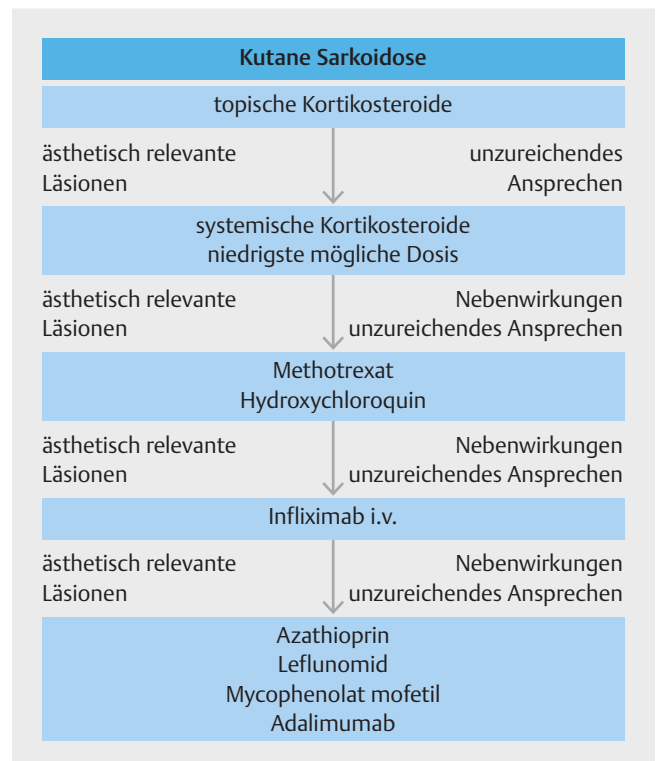 Kutane Sarkoidose
topische Kortikosteroide
ästhetisch relevante
Läsionen
unzureichendes
Ansprechen
systemische Kortikosteroide
niedrigste mögliche Dosis
ästhetisch relevante
Läsionen
Nebenwirkungen
unzureichendes Ansprechen
Methotrexat
Hydroxychloroquin
ästhetisch relevante
Läsionen
Nebenwirkungen
unzureichendes Ansprechen
Infliximab i.v.
ästhetisch relevante
Läsionen
Nebenwirkungen
unzureichendes Ansprechen
Azathioprin
Leflunomid
Mycophenolat mofetil
Adalimumab